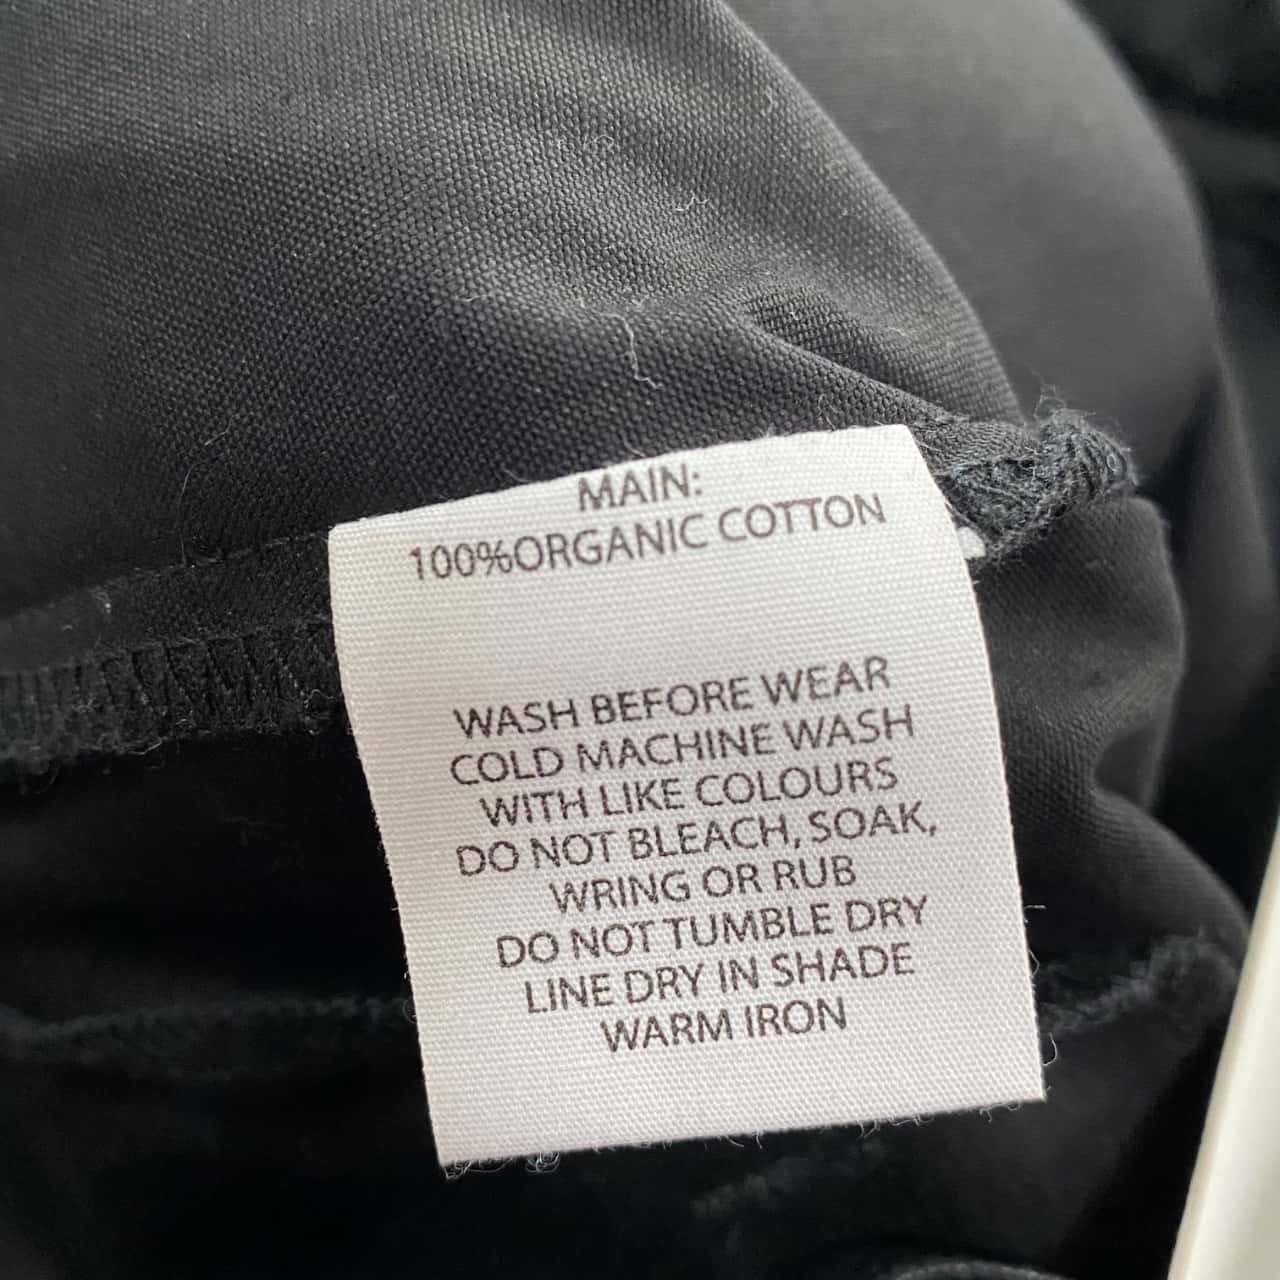 MAIN:
100%ORGANIC COTTON
WASH BEFORE WEAR
COLD MACHINE WASH
WITH LIKE COLOURS
DO NOT BLEACH, SOAK,
WRING OR RUB
DO NOT TUMBLE DRY
LINE DRY IN SHADE
WARM IRON